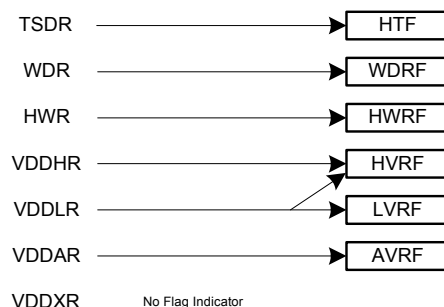 TSDR HTF
WDR WDRF
HWR HWRF
VDDHR HVRF
VDDLR LVRF
VDDAR AVRF
VDDXR No Flag Indicator